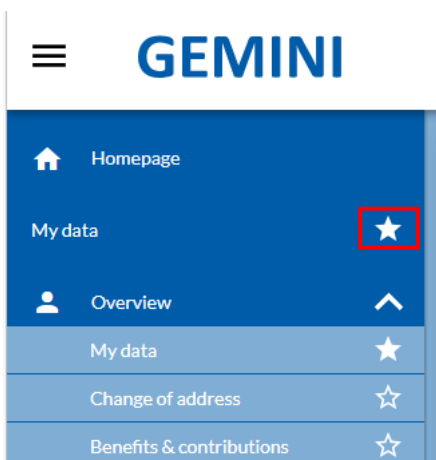 GEMINI
Homepage
My data
Overview
My data
Change of address
Benefits & contributions